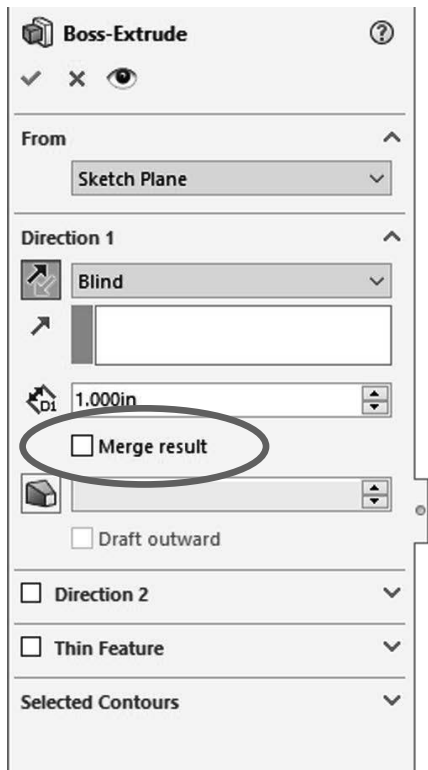 Boss-Extrude
From
Sketch Plane
Direction 1
Blind
D1
1.000in
Merge result
Draft outward
Direction 2
Thin Feature
Selected Contours